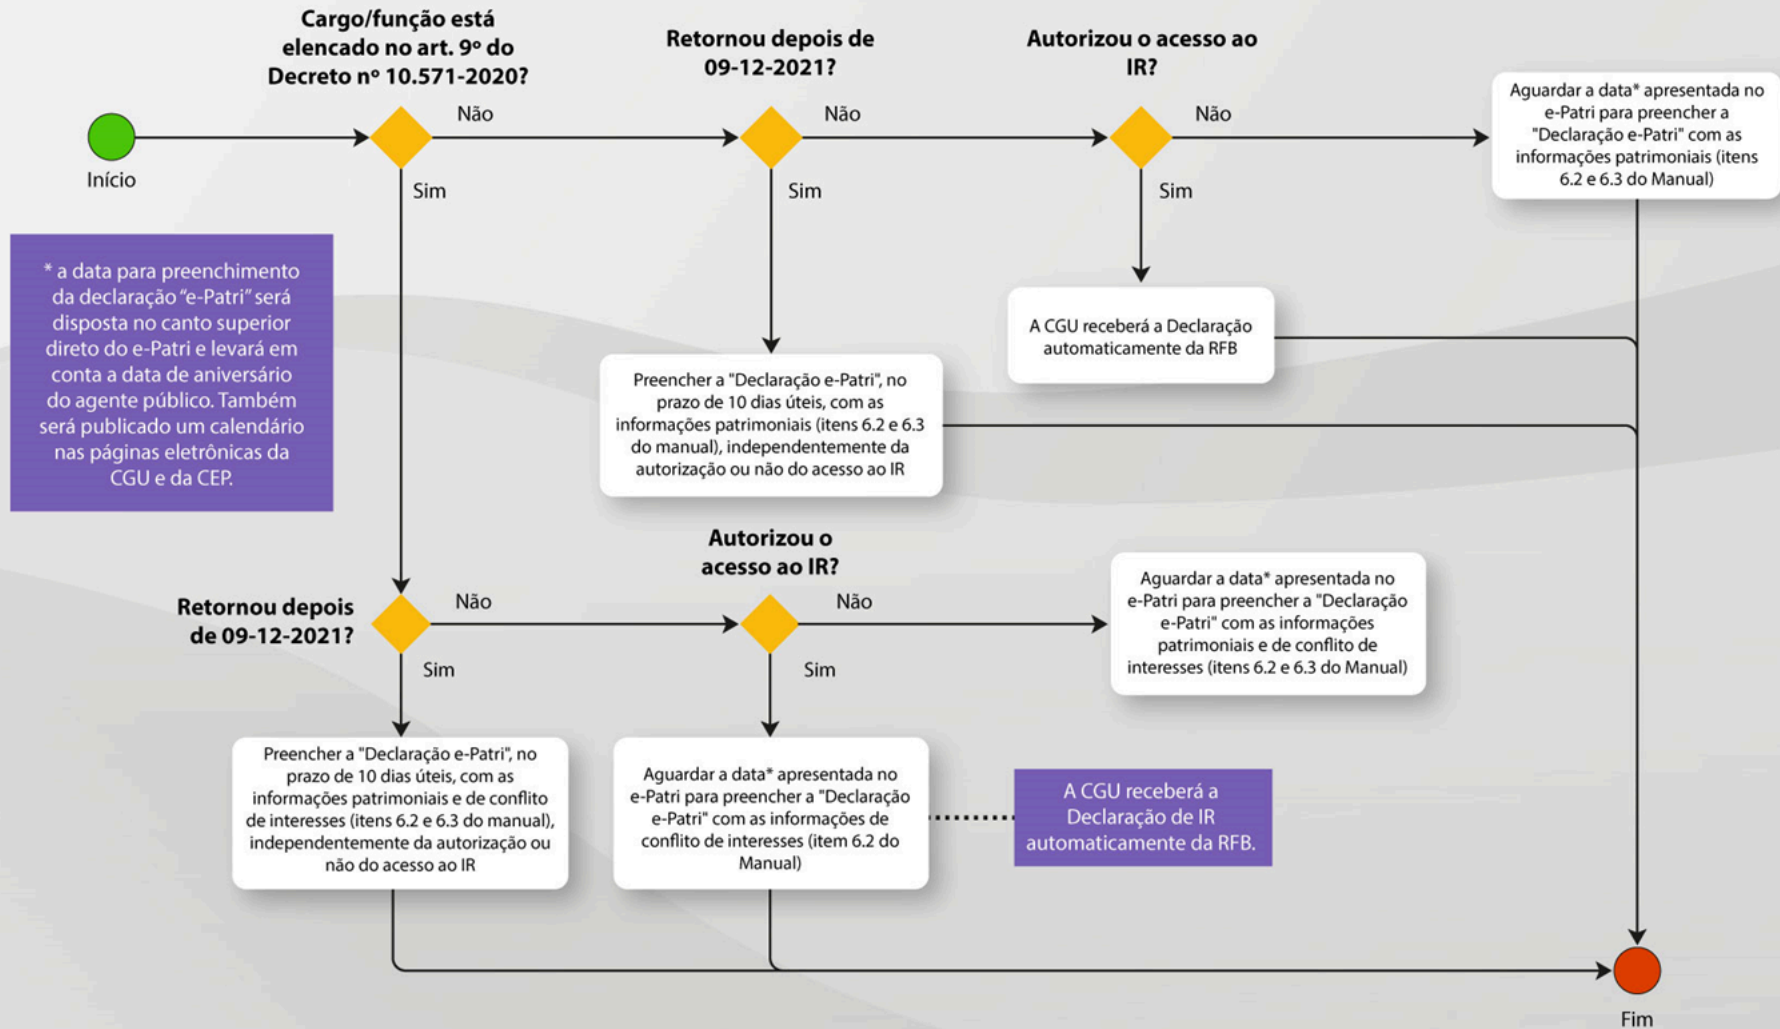 Cargo/função está
elencado no art. 9º do
Decreto nº 10.571-2020?
Retornou depois de
09-12-2021?
Autorizou o acesso ao
IR?
Início
Não
Sim
Não
Sim
Não
Sim
Aguardar a data* apresentada no
e-Patri para preencher a
"Declaração e-Patri" com as
informações patrimoniais (itens
6.2 e 6.3 do Manual)
* a data para preenchimento
da declaração "e-Patri" será
disposta no canto superior
direto do e-Patri e levará em
conta a data de aniversário
do agente público. Também
será publicado um calendário
nas páginas eletrônicas da
CGU e da CEP.
A CGU receberá a Declaração
automaticamente da RFB
Preencher a "Declaração e-Patri", no
prazo de 10 dias úteis, com as
informações patrimoniais (itens 6.2 e 6.3
do manual), independentemente da
autorização ou não do acesso ao IR
Retornou depois
de 09-12-2021?
Não
Sim
Autorizou o
acesso ao IR?
Não
Sim
Aguardar a data* apresentada no
e-Patri para preencher a "Declaração
e-Patri" com as informações
patrimoniais e de conflito de
interesses (itens 6.2 e 6.3 do Manual)
Preencher a "Declaração e-Patri", no
prazo de 10 dias úteis, com as
informações patrimoniais e de conflito
de interesses (itens 6.2 e 6.3 do manual),
independentemente da autorização ou
não do acesso ao IR
Aguardar a data* apresentada no
e-Patri para preencher a "Declaração
e-Patri" com as informações de
conflito de interesses (item 6.2 do
Manual)
A CGU receberá a
Declaração de IR
automaticamente da RFB.
Fim